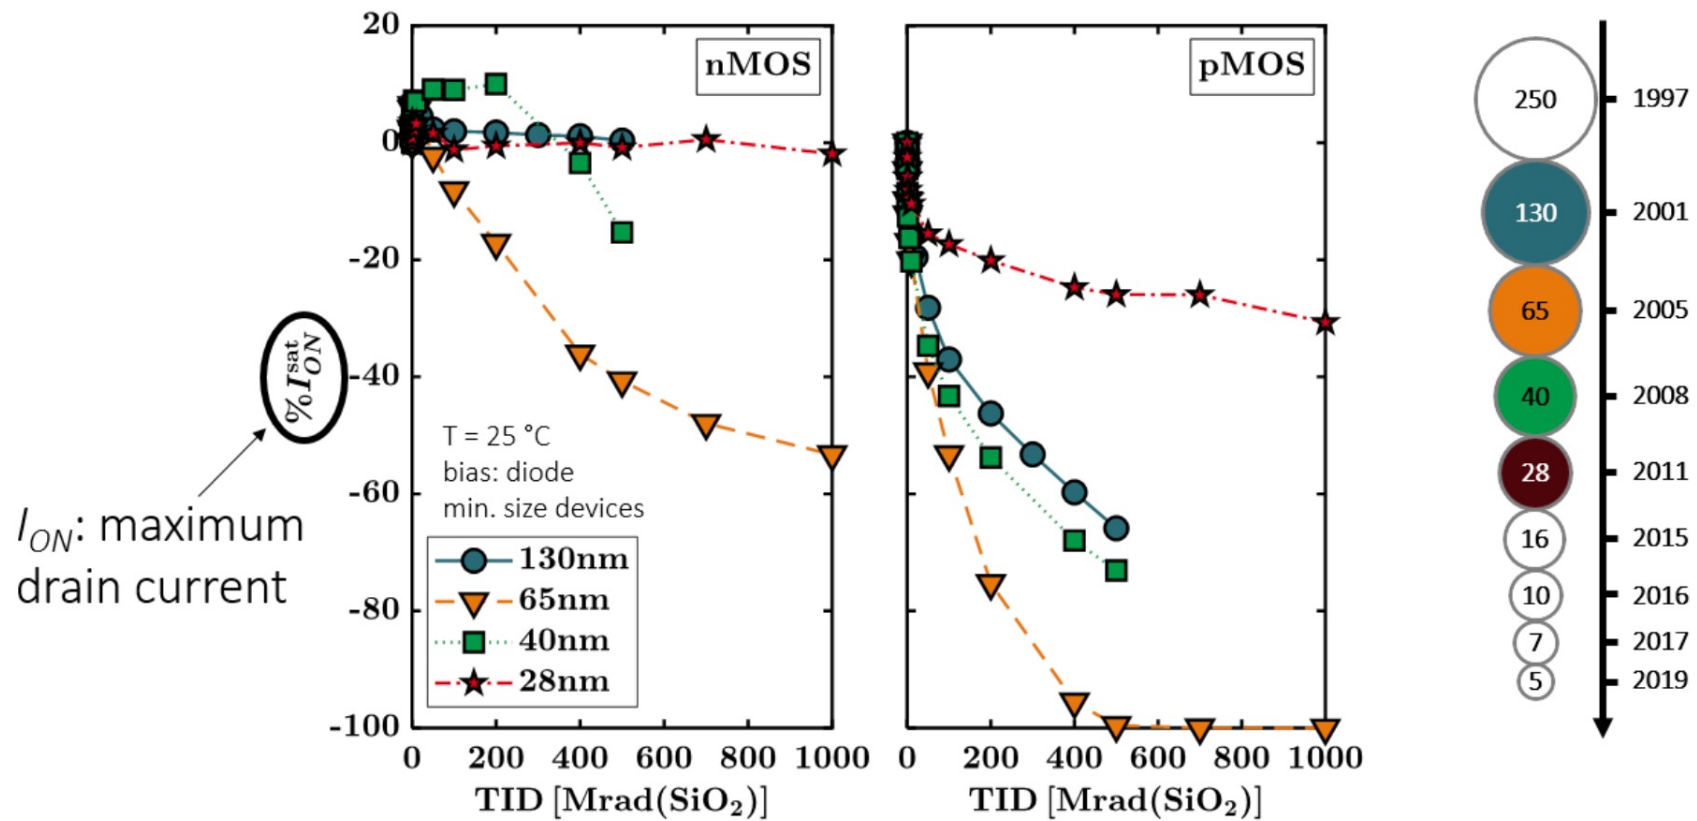 20
0
-20
-40
-60
-80
-100
nMOS
%I_ON^sat
I_ON: maximum
drain current
T = 25 °C
bias: diode
min. size devices
130nm
65nm
40nm
28nm
0 200 400 600 800 1000
TID [Mrad(SiO₂)]
pMOS
0 200 400 600 800 1000
TID [Mrad(SiO₂)]
250 1997
130 2001
65 2005
40 2008
28 2011
16 2015
10 2016
7 2017
5 2019